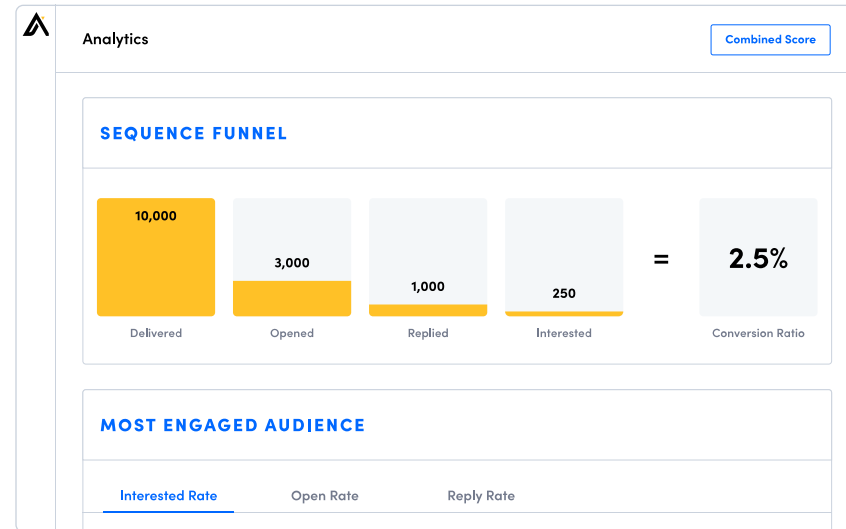 Analytics
Combined Score
SEQUENCE FUNNEL
10,000
3,000
1,000
250
=
2.5%
Delivered
Opened
Replied
Interested
Conversion Ratio
MOST ENGAGED AUDIENCE
Interested Rate
Open Rate
Reply Rate